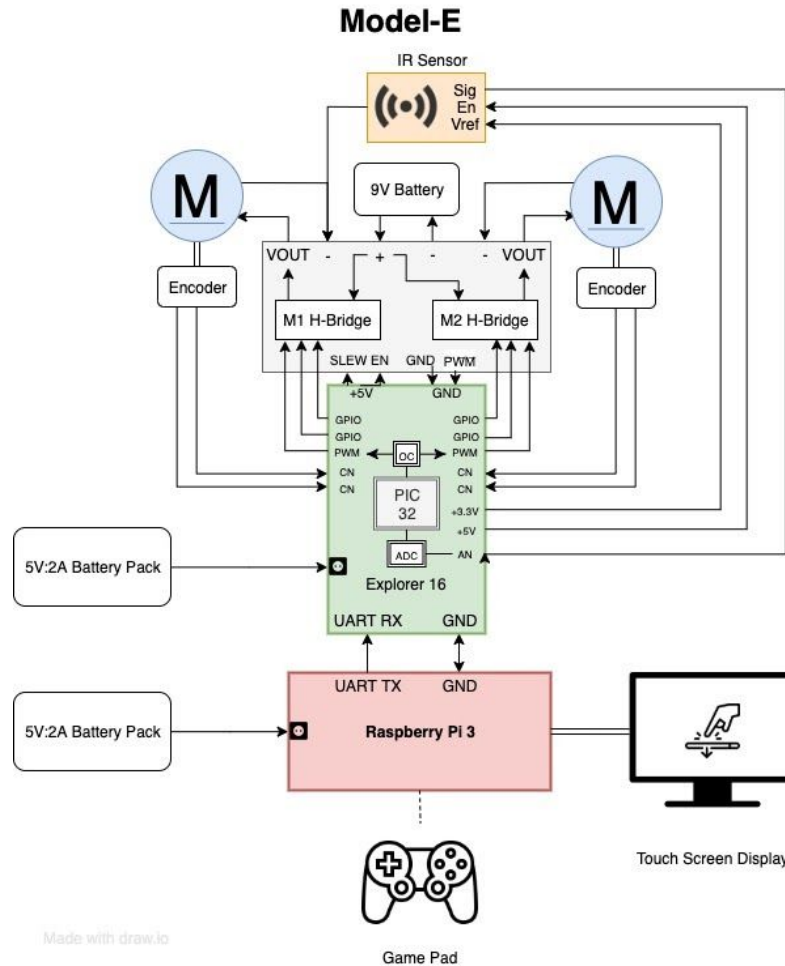 Model-E
IR Sensor
Sig
En
Vref
M
9V Battery
M
VOUT - + - - VOUT
Encoder
Encoder
M1 H-Bridge
M2 H-Bridge
SLEW EN GND PWM
+5V GND
GPIO
GPIO
PWM
CN
CN
OC
GPIO
GPIO
PWM
CN
CN
+3.3V
+5V
AN
PIC
32
ADC
5V:2A Battery Pack
Explorer 16
UART RX GND
UART TX GND
5V:2A Battery Pack
Raspberry Pi 3
Touch Screen Display
Made with draw.io
Game Pad